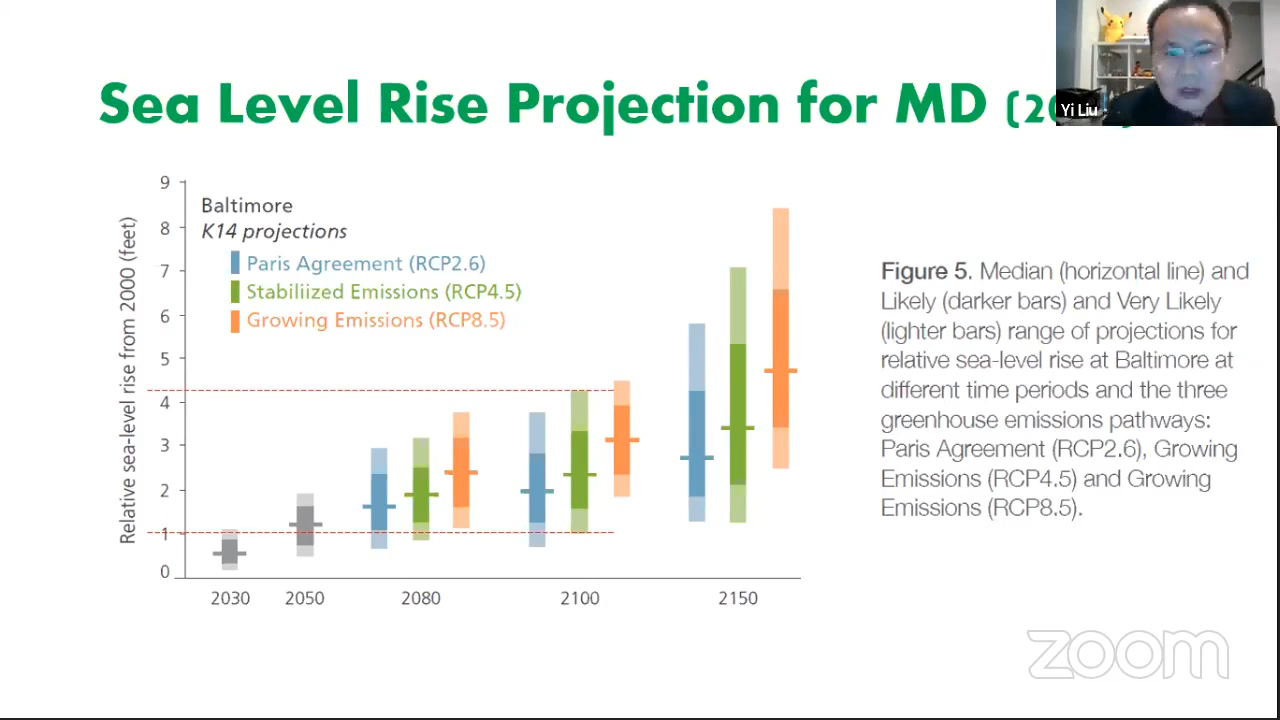 Sea Level Rise Projection for MD
Yi Liu
9
8
7
6
5
4
3
2
1
0
Relative sea-level rise from 2000 (feet)
Baltimore
K14 projections
Paris Agreement (RCP2.6)
Stabiliized Emissions (RCP4.5)
Growing Emissions (RCP8.5)
2030 2050 2080 2100 2150
Figure 5. Median (horizontal line) and
Likely (darker bars) and Very Likely
(lighter bars) range of projections for
relative sea-level rise at Baltimore at
different time periods and the three
greenhouse emissions pathways:
Paris Agreement (RCP2.6), Growing
Emissions (RCP4.5) and Growing
Emissions (RCP8.5).
zoom